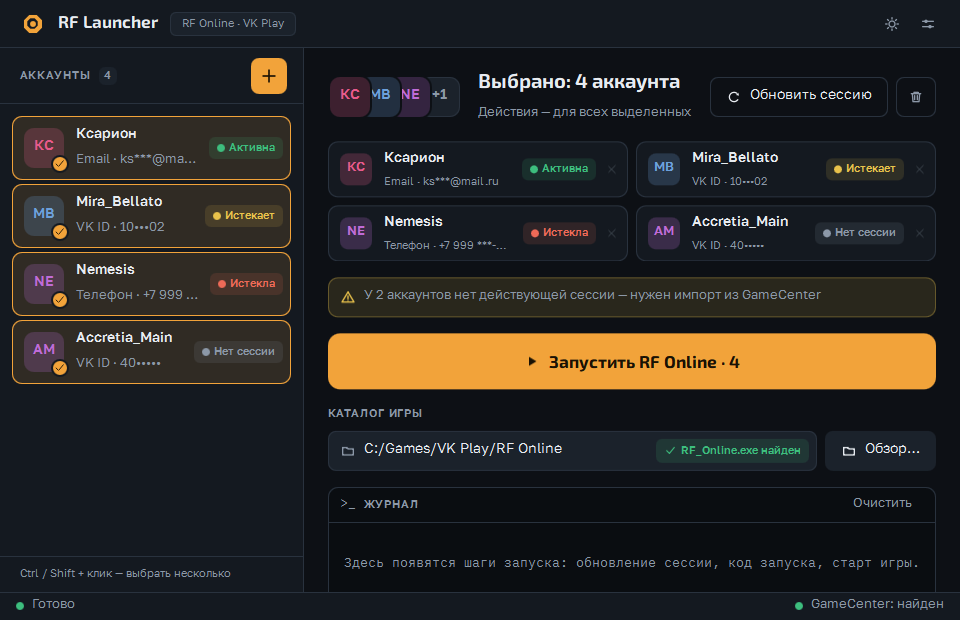 RF Launcher
RF Online · VK Play
АККАУНТЫ 4
+
КС
Ксарион
Email · ks***@ma...
Активна
MB
Mira_Bellato
VK ID · 10•••02
Истекает
NE
Nemesis
Телефон · +7 999 ...
Истекла
AM
Accretia_Main
VK ID · 40•••••
Нет сессии
Ctrl / Shift + клик — выбрать несколько
КС MB NE +1
Выбрано: 4 аккаунта
Действия — для всех выделенных
Обновить сессию
КС
Ксарион
Email · ks***@mail.ru
Активна
MB
Mira_Bellato
VK ID · 10•••02
Истекает
NE
Nemesis
Телефон · +7 999 ***-...
Истекла
AM
Accretia_Main
VK ID · 40•••••
Нет сессии
У 2 аккаунтов нет действующей сессии — нужен импорт из GameCenter
Запустить RF Online · 4
КАТАЛОГ ИГРЫ
C:/Games/VK Play/RF Online
RF_Online.exe найден
Обзор...
>_ ЖУРНАЛ
Очистить
Здесь появятся шаги запуска: обновление сессии, код запуска, старт игры.
Готово
GameCenter: найден